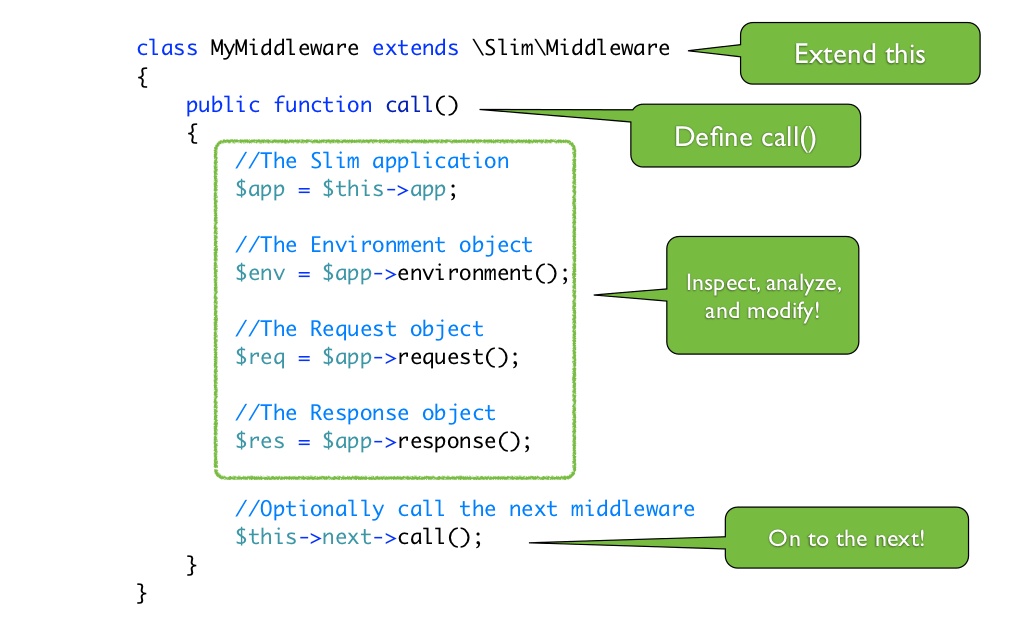 class MyMiddleware extends \Slim\Middleware
Extend this
{
public function call()
Define call()
{
//The Slim application
$app = $this->app;
//The Environment object
$env = $app->environment();
Inspect, analyze,
and modify!
//The Request object
$req = $app->request();
//The Response object
$res = $app->response();
//Optionally call the next middleware
$this->next->call();
On to the next!
}
}